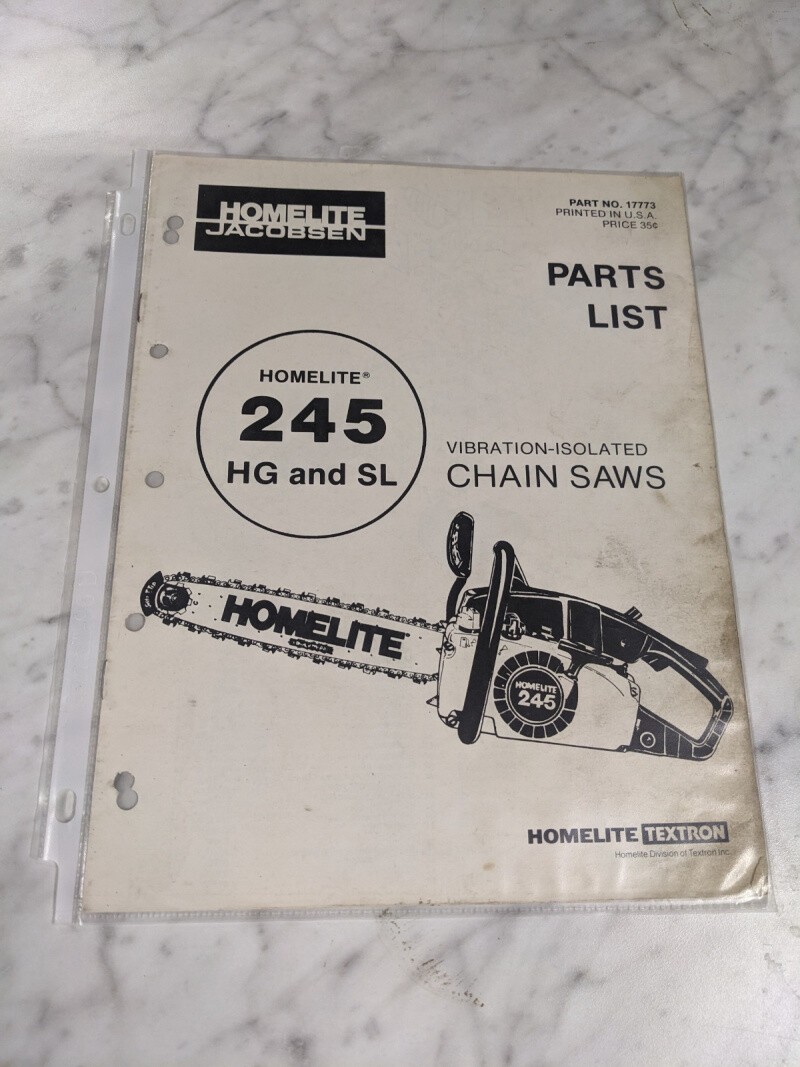 HOMELITE
JACOBSEN
PART NO. 17773
PRINTED IN U.S.A.
PRICE 35¢
PARTS
LIST
HOMELITE®
245
HG and SL
VIBRATION-ISOLATED
CHAIN SAWS
HOMELITE
HOMELITE
245
HOMELITE TEXTRON
Homelite Division of Textron Inc.